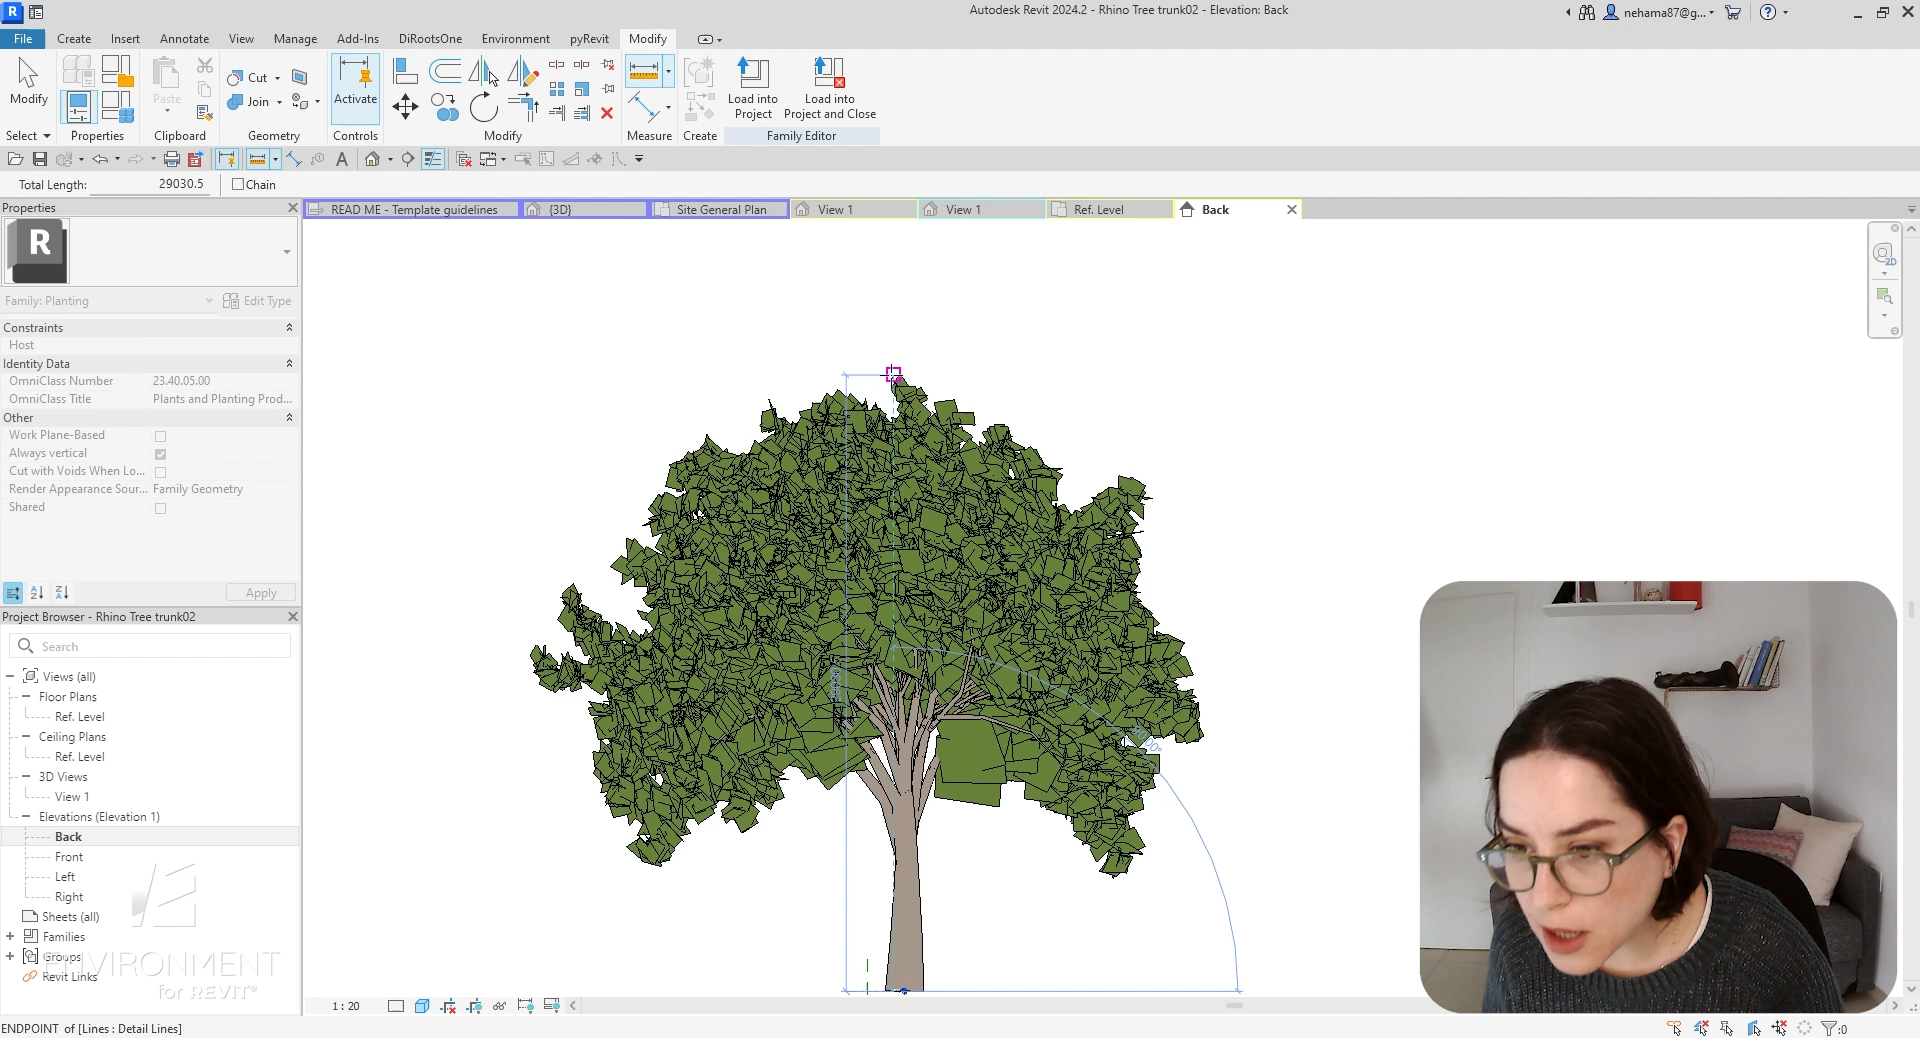 Autodesk Revit 2024.2 - Rhino Tree trunk02 - Elevation: Back
nehama87@g...
File Create Insert Annotate View Manage Add-Ins DiRootsOne Environment pyRevit Modify
Modify Paste Cut Join Activate Load into Project Load into Project and Close
Select Properties Clipboard Geometry Controls Modify Measure Create Family Editor
Total Length: 29030.5 Chain
Properties
READ ME - Template guidelines {3D} Site General Plan View 1 View 1 Ref. Level Back
R
2D
Family: Planting Edit Type
Constraints
Host
Identity Data
OmniClass Number 23.40.05.00
OmniClass Title Plants and Planting Prod...
Other
Work Plane-Based
Always vertical
Cut with Voids When Lo...
Render Appearance Sour... Family Geometry
Shared
Apply
Project Browser - Rhino Tree trunk02
Search
Views (all)
Floor Plans
Ref. Level
Ceiling Plans
Ref. Level
3D Views
View 1
Elevations (Elevation 1)
Back
Front
Left
Right
Sheets (all)
Families
Groups
Revit Links
ENVIRONMENT
for REVIT®
1 : 20
ENDPOINT of [Lines : Detail Lines]
:0